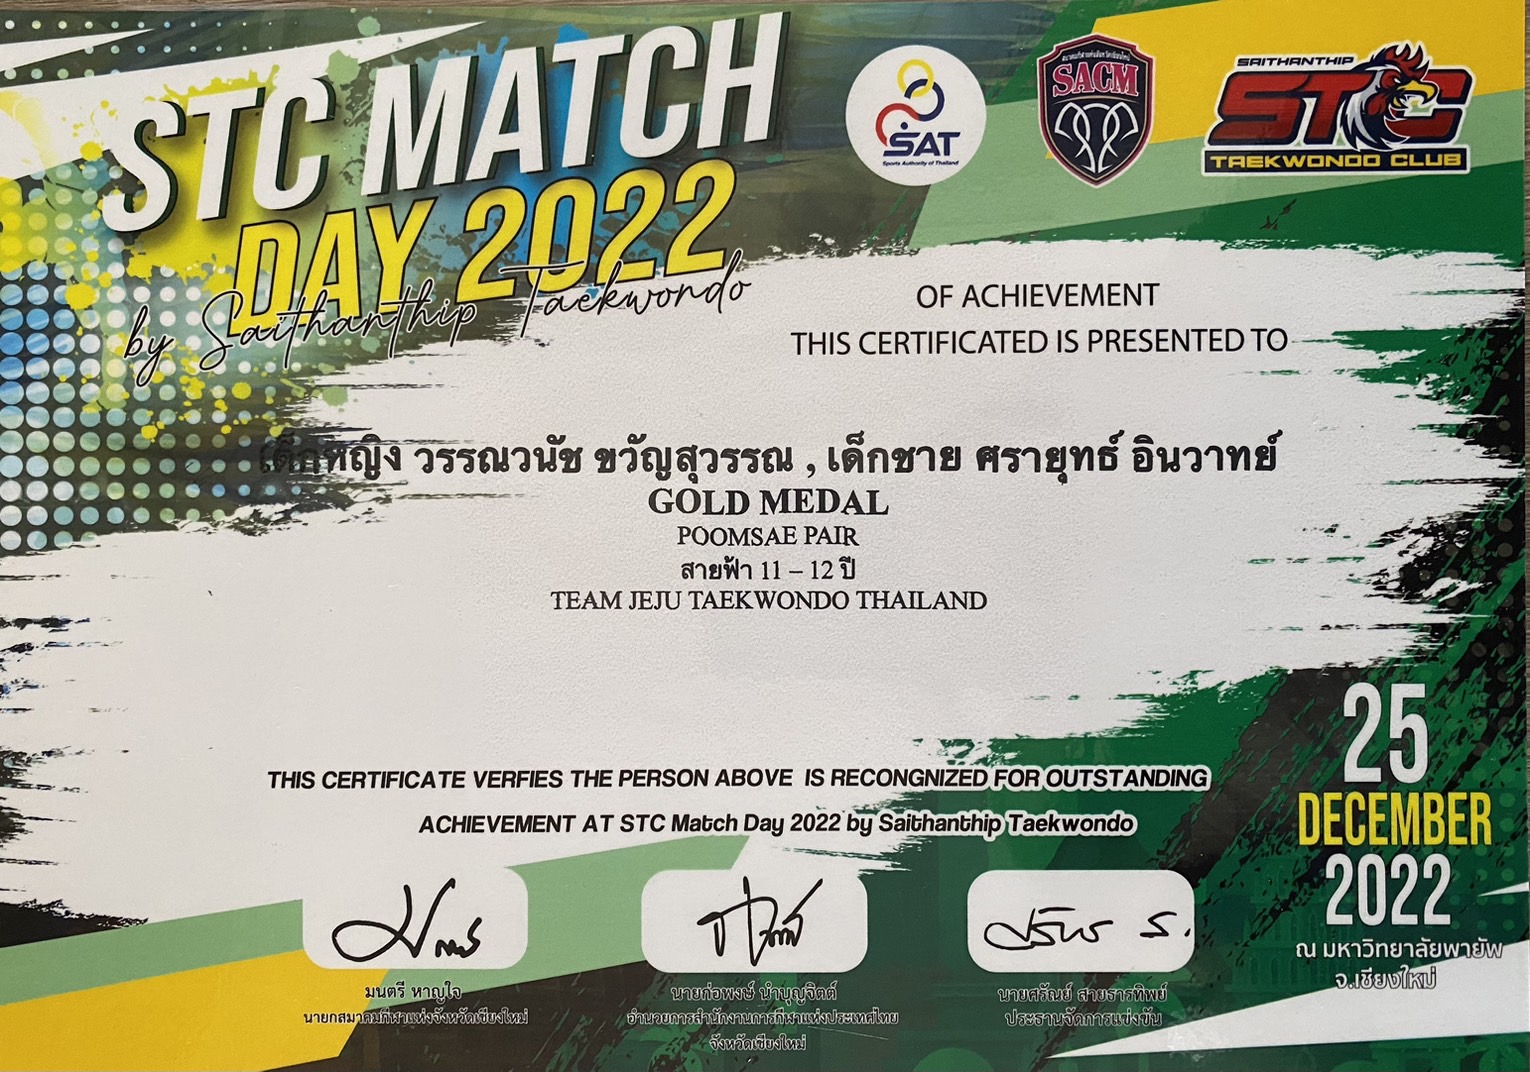 STC MATCH
DAY 2022
by Saithanthip Taekwondo
SAT
Sports Authority of Thailand
SACM
SAITHANTHIP
STC
TAEKWONDO CLUB
OF ACHIEVEMENT
THIS CERTIFICATED IS PRESENTED TO
เด็กหญิง วรรณวนัช ขวัญสุวรรณ , เด็กชาย ศรายุทธ์ อินวาทย์
GOLD MEDAL
POOMSAE PAIR
สายฟ้า 11 – 12 ปี
TEAM JEJU TAEKWONDO THAILAND
THIS CERTIFICATE VERFIES THE PERSON ABOVE IS RECONGNIZED FOR OUTSTANDING
ACHIEVEMENT AT STC Match Day 2022 by Saithanthip Taekwondo
25
DECEMBER
2022
ณ มหาวิทยาลัยพายัพ
จ.เชียงใหม่
มนตรี หาญใจ
นายกสมาคมกีฬาแห่งจังหวัดเชียงใหม่
นายก่อพงษ์ นำบุญจิตต์
อำนวยการสำนักงานการกีฬาแห่งประเทศไทย
จังหวัดเชียงใหม่
นายศรัณย์ สายธารทิพย์
ประธานจัดการแข่งขัน